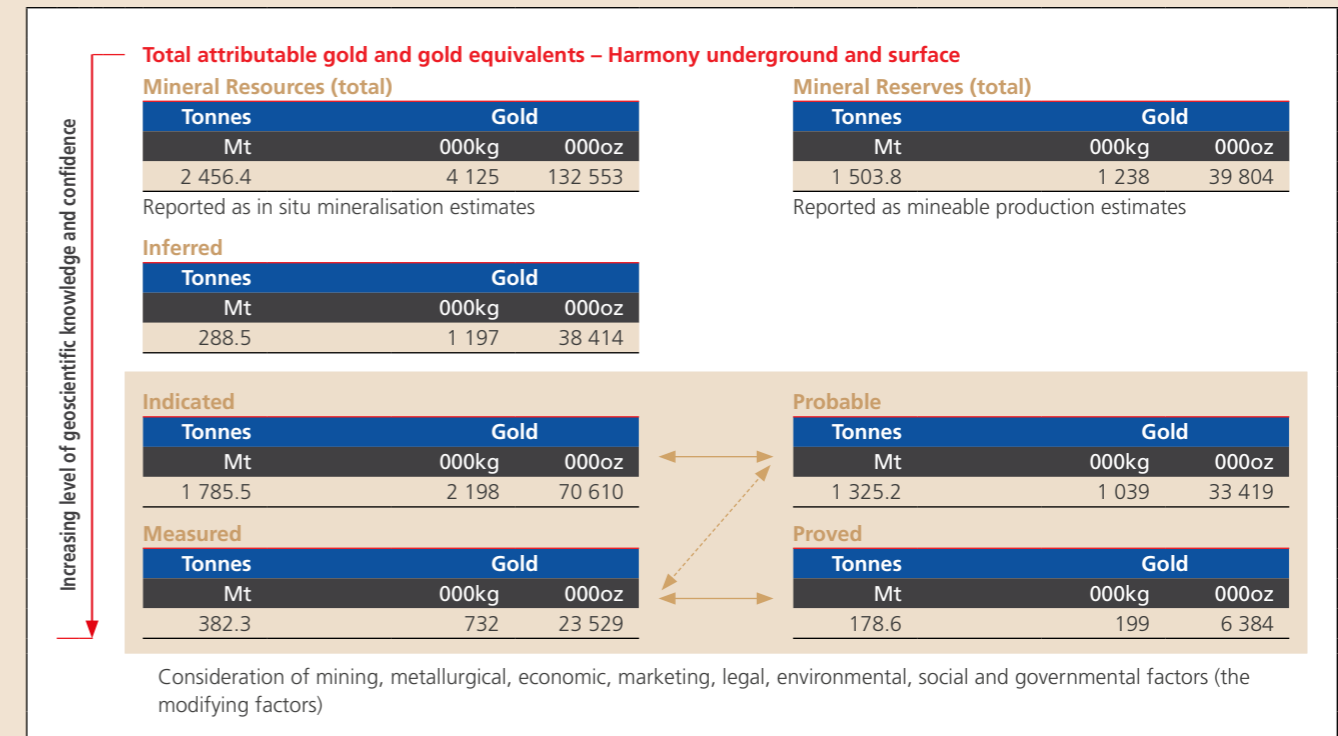 Increasing level of geoscientific knowledge and confidence
Total attributable gold and gold equivalents – Harmony underground and surface
Mineral Resources (total)
Tonnes Gold
Mt 000kg 000oz
2 456.4 4 125 132 553
Reported as in situ mineralisation estimates
Mineral Reserves (total)
Tonnes Gold
Mt 000kg 000oz
1 503.8 1 238 39 804
Reported as mineable production estimates
Inferred
Tonnes Gold
Mt 000kg 000oz
288.5 1 197 38 414
Indicated
Tonnes Gold
Mt 000kg 000oz
1 785.5 2 198 70 610
Probable
Tonnes Gold
Mt 000kg 000oz
1 325.2 1 039 33 419
Measured
Tonnes Gold
Mt 000kg 000oz
382.3 732 23 529
Proved
Tonnes Gold
Mt 000kg 000oz
178.6 199 6 384
Consideration of mining, metallurgical, economic, marketing, legal, environmental, social and governmental factors (the
modifying factors)